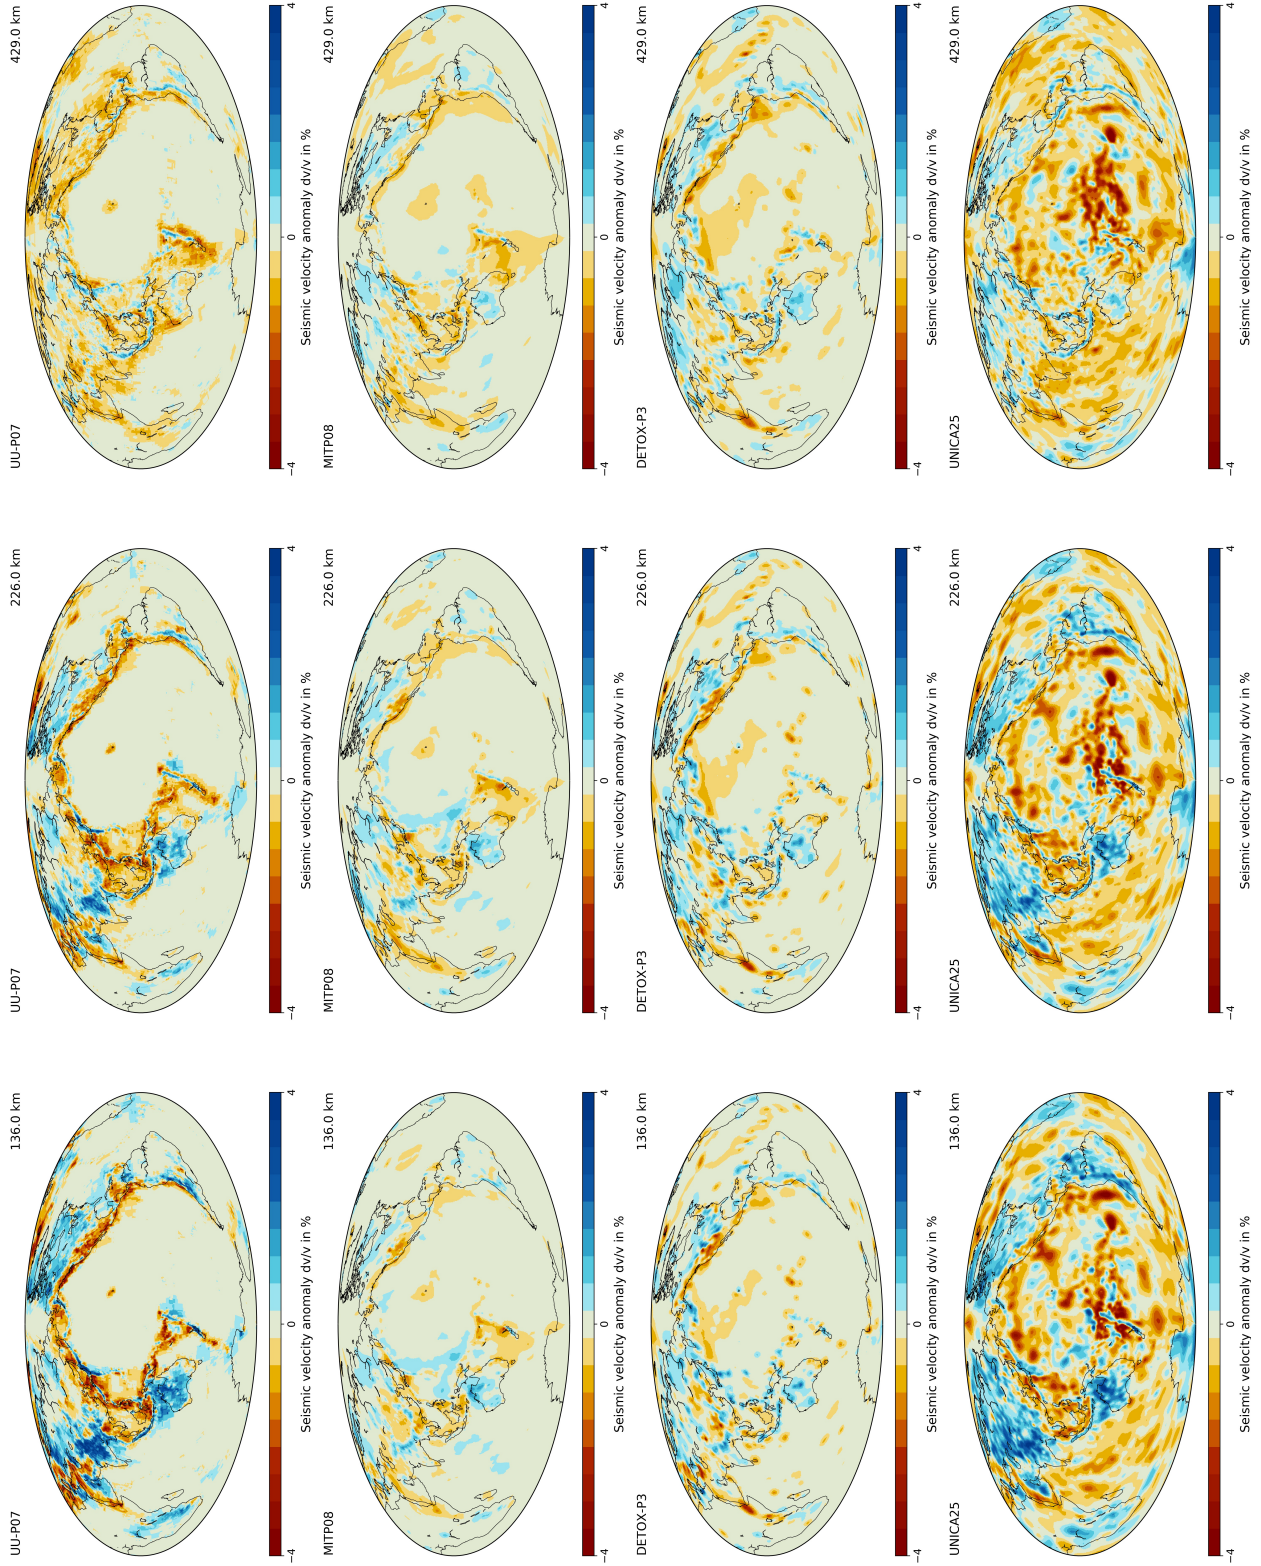 UU-P07
136.0 km
−4 0 4
Seismic velocity anomaly dv/v in %
UU-P07
226.0 km
−4 0 4
Seismic velocity anomaly dv/v in %
UU-P07
429.0 km
−4 0 4
Seismic velocity anomaly dv/v in %
MITP08
136.0 km
−4 0 4
Seismic velocity anomaly dv/v in %
MITP08
226.0 km
−4 0 4
Seismic velocity anomaly dv/v in %
MITP08
429.0 km
−4 0 4
Seismic velocity anomaly dv/v in %
DETOX-P3
136.0 km
−4 0 4
Seismic velocity anomaly dv/v in %
DETOX-P3
226.0 km
−4 0 4
Seismic velocity anomaly dv/v in %
DETOX-P3
429.0 km
−4 0 4
Seismic velocity anomaly dv/v in %
UNICA25
136.0 km
−4 0 4
Seismic velocity anomaly dv/v in %
UNICA25
226.0 km
−4 0 4
Seismic velocity anomaly dv/v in %
UNICA25
429.0 km
−4 0 4
Seismic velocity anomaly dv/v in %